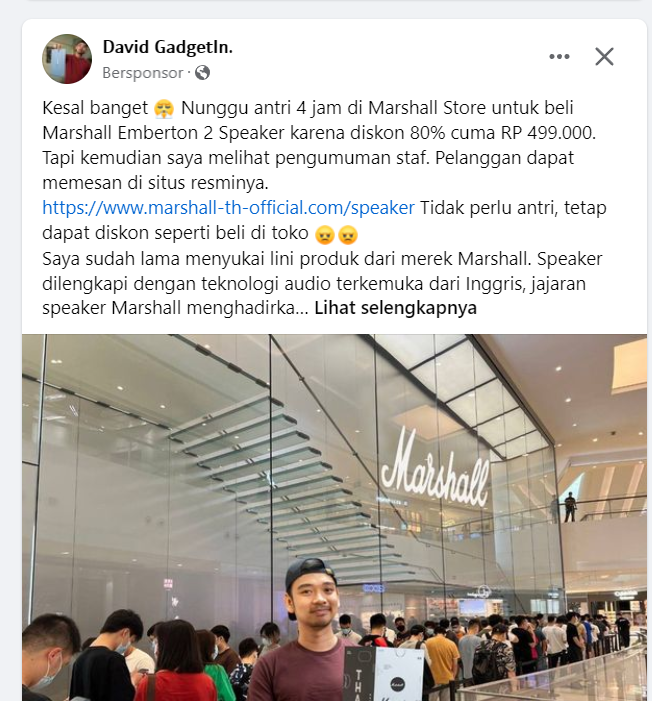 David GadgetIn.
Bersponsor ·
Kesal banget 😤 Nunggu antri 4 jam di Marshall Store untuk beli
Marshall Emberton 2 Speaker karena diskon 80% cuma RP 499.000.
Tapi kemudian saya melihat pengumuman staf. Pelanggan dapat
memesan di situs resminya.
https://www.marshall-th-official.com/speaker Tidak perlu antri, tetap
dapat diskon seperti beli di toko 😠😠
Saya sudah lama menyukai lini produk dari merek Marshall. Speaker
dilengkapi dengan teknologi audio terkemuka dari Inggris, jajaran
speaker Marshall menghadirka... Lihat selengkapnya
Marshall
Marshall